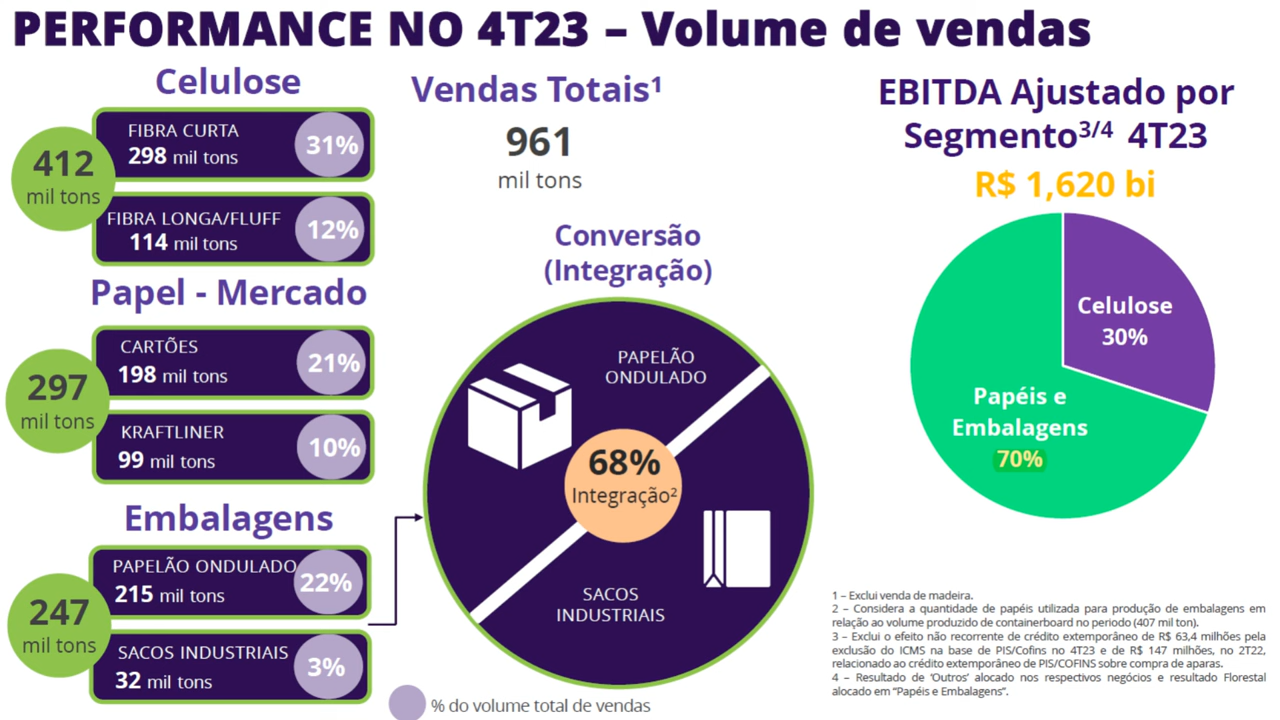 PERFORMANCE NO 4T23 – Volume de vendas
Celulose
412
mil tons
FIBRA CURTA
298 mil tons
31%
FIBRA LONGA/FLUFF
114 mil tons
12%
Papel - Mercado
297
mil tons
CARTÕES
198 mil tons
21%
KRAFTLINER
99 mil tons
10%
Embalagens
247
mil tons
PAPELÃO ONDULADO
215 mil tons
22%
SACOS INDUSTRIAIS
32 mil tons
3%
Vendas Totais¹
961
mil tons
Conversão
(Integração)
PAPELÃO
ONDULADO
68%
Integração²
SACOS
INDUSTRIAIS
% do volume total de vendas
EBITDA Ajustado por
Segmento³/⁴ 4T23
R$ 1,620 bi
Celulose
30%
Papéis e
Embalagens
70%
1 – Exclui venda de madeira.
2 – Considera a quantidade de papéis utilizada para produção de embalagens em
relação ao volume produzido de containerboard no periodo (407 mil ton).
3 – Exclui o efeito não recorrente de crédito extemporâneo de R$ 63,4 milhões pela
exclusão do ICMS na base de PIS/Cofins no 4T23 e de R$ 147 milhões, no 2T22,
relacionado ao crédito extemporâneo de PIS/COFINS sobre compra de aparas.
4 – Resultado de ‘Outros’ alocado nos respectivos negócios e resultado Florestal
alocado em “Papéis e Embalagens”.